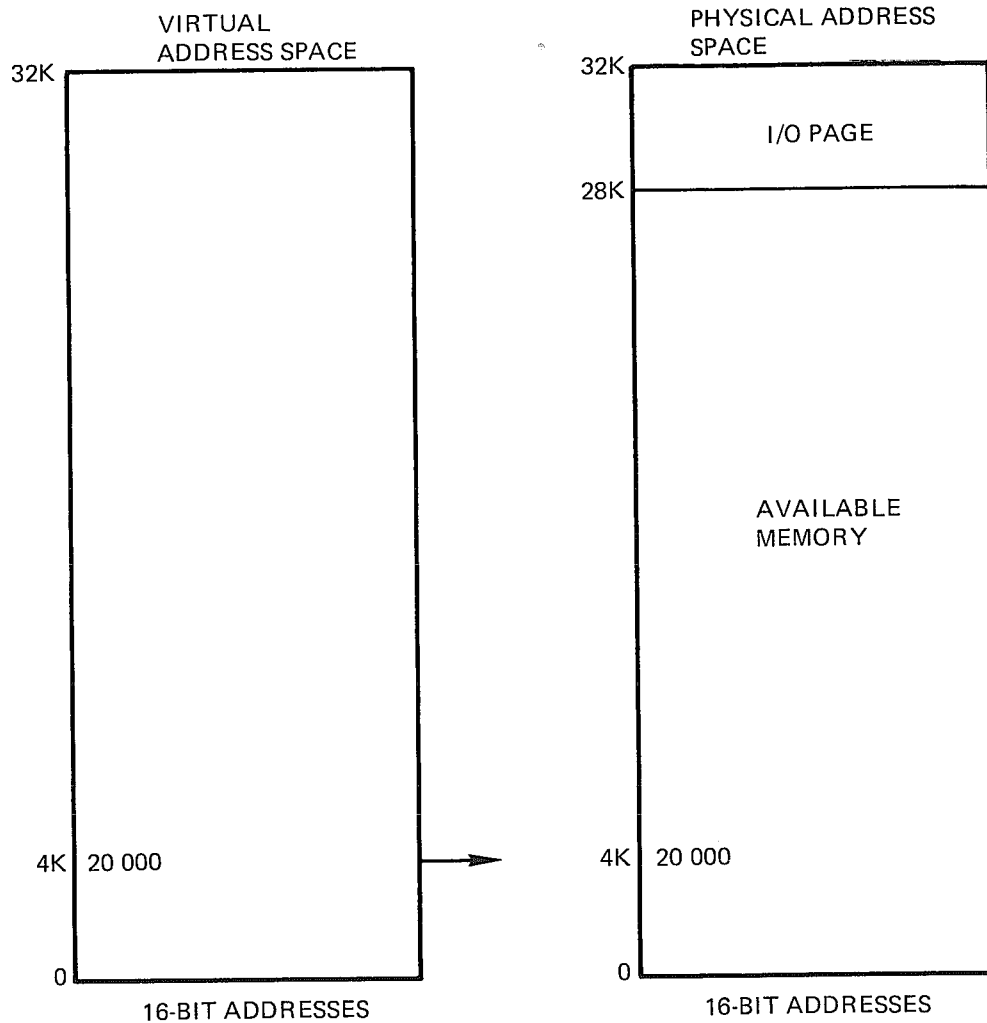 VIRTUAL
ADDRESS SPACE
32K
4K 20 000
0
16-BIT ADDRESSES
PHYSICAL ADDRESS
SPACE
32K
I/O PAGE
28K
AVAILABLE
MEMORY
4K 20 000
0
16-BIT ADDRESSES